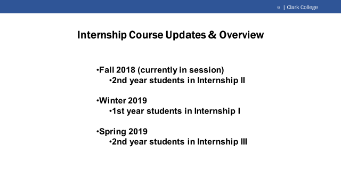 | Clark College
Internship Course Updates & Overview
•Fall 2018 (currently in session)
•2nd year students in Internship II
•Winter 2019
•1st year students in Internship I
•Spring 2019
•2nd year students in Internship III